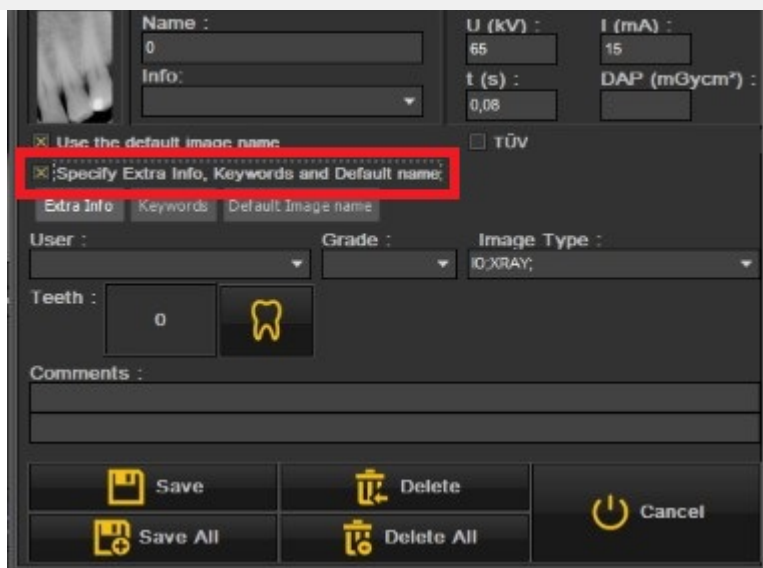 Name :
U (kV) :
I (mA) :
0
65
15
Info:
t (s) :
DAP (mGycm²) :
0,08
Use the default image name
TÜV
Specify Extra Info, Keywords and Default name;
Extra Info
Keywords
Default Image name
User :
Grade :
Image Type :
IO;XRAY;
Teeth :
0
Comments :
Save
Delete
Cancel
Save All
Delete All